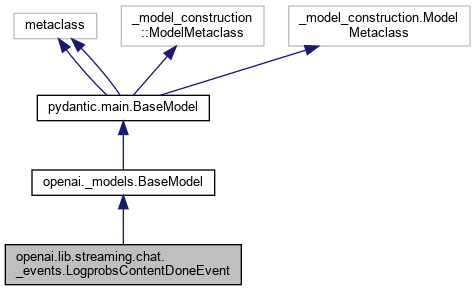 metaclass
_model_construction
::ModelMetaclass
_model_construction.Model
Metaclass
pydantic.main.BaseModel
openai._models.BaseModel
openai.lib.streaming.chat.
_events.LogprobsContentDoneEvent